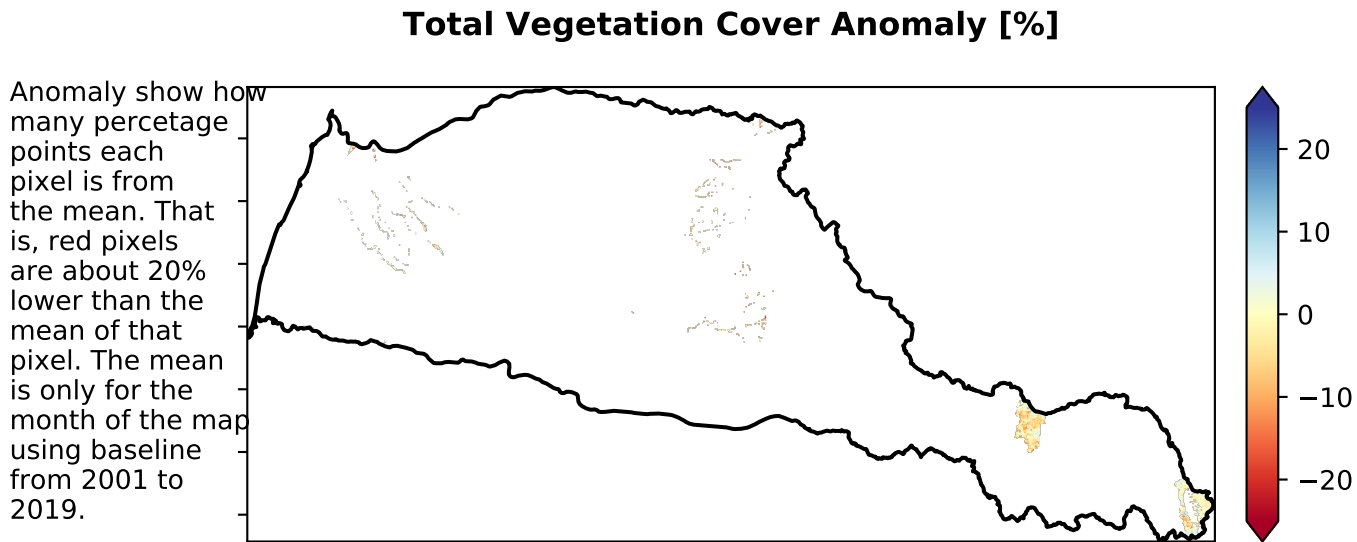 Total Vegetation Cover Anomaly [%]
Anomaly show how
many percetage
points each
pixel is from
the mean. That
is, red pixels
are about 20%
lower than the
mean of that
pixel. The mean
is only for the
month of the map
using baseline
from 2001 to
2019.
20
10
0
−10
−20